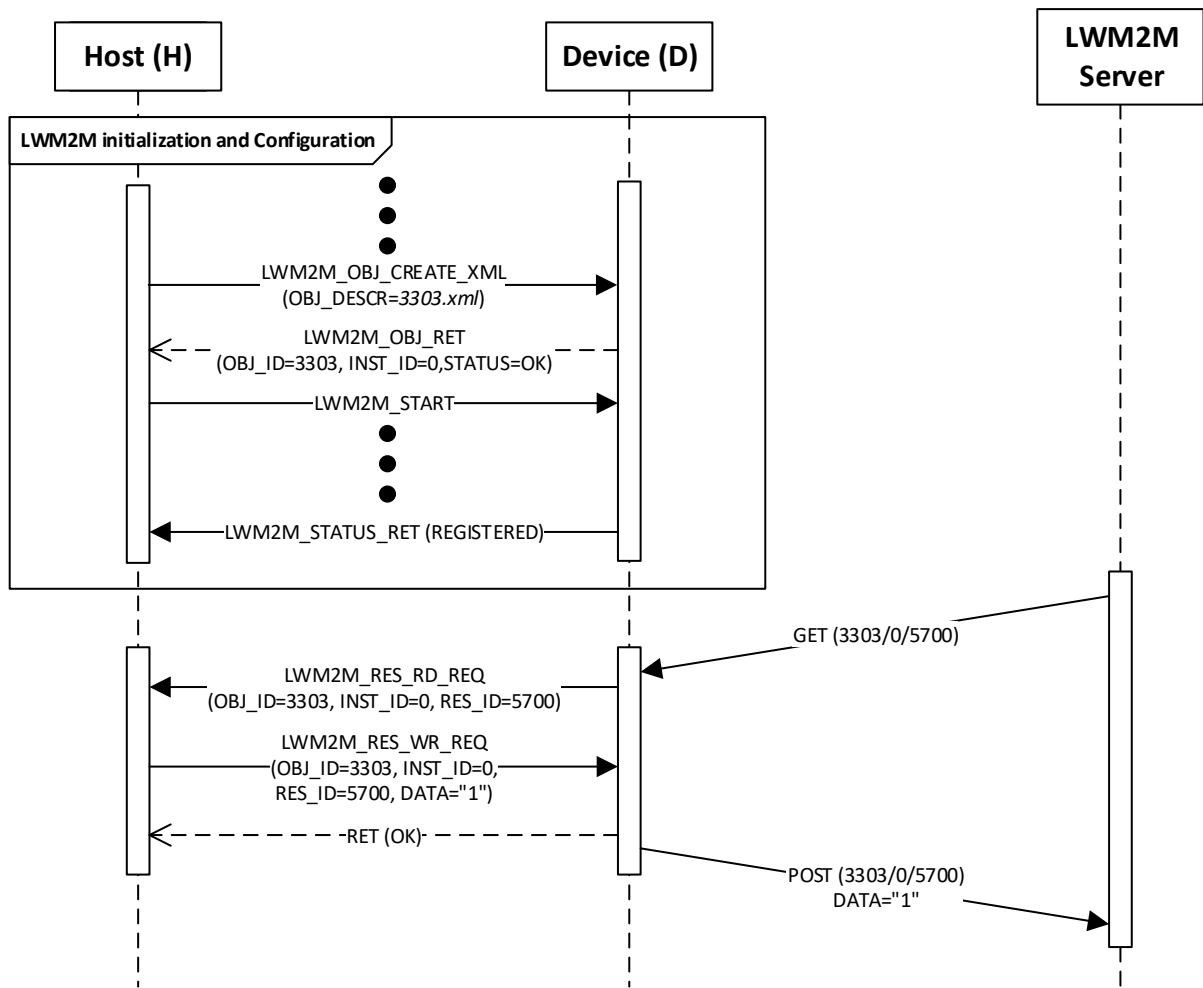 Host (H)
Device (D)
LWM2M
Server
LWM2M initialization and Configuration
LWM2M_OBJ_CREATE_XML
(OBJ_DESCR=3303.xml)
LWM2M_OBJ_RET
(OBJ_ID=3303, INST_ID=0,STATUS=OK)
LWM2M_START
LWM2M_STATUS_RET (REGISTERED)
GET (3303/0/5700)
LWM2M_RES_RD_REQ
(OBJ_ID=3303, INST_ID=0, RES_ID=5700)
LWM2M_RES_WR_REQ
(OBJ_ID=3303, INST_ID=0,
RES_ID=5700, DATA="1")
RET (OK)
POST (3303/0/5700)
DATA="1"